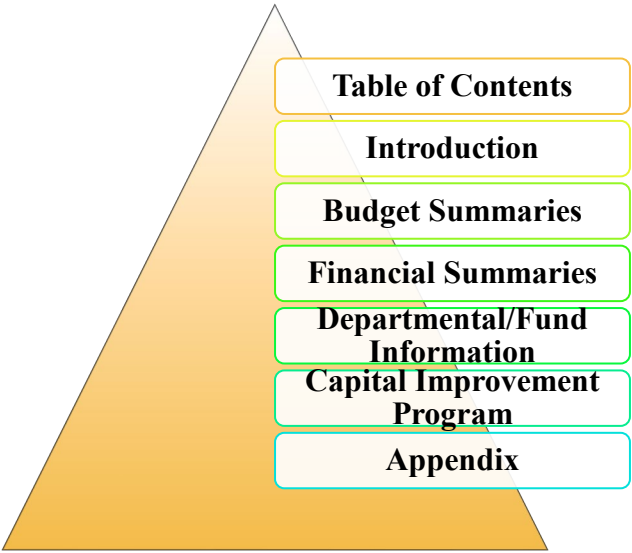 Table of Contents
Introduction
Budget Summaries
Financial Summaries
Departmental/Fund
Information
Capital Improvement
Program
Appendix